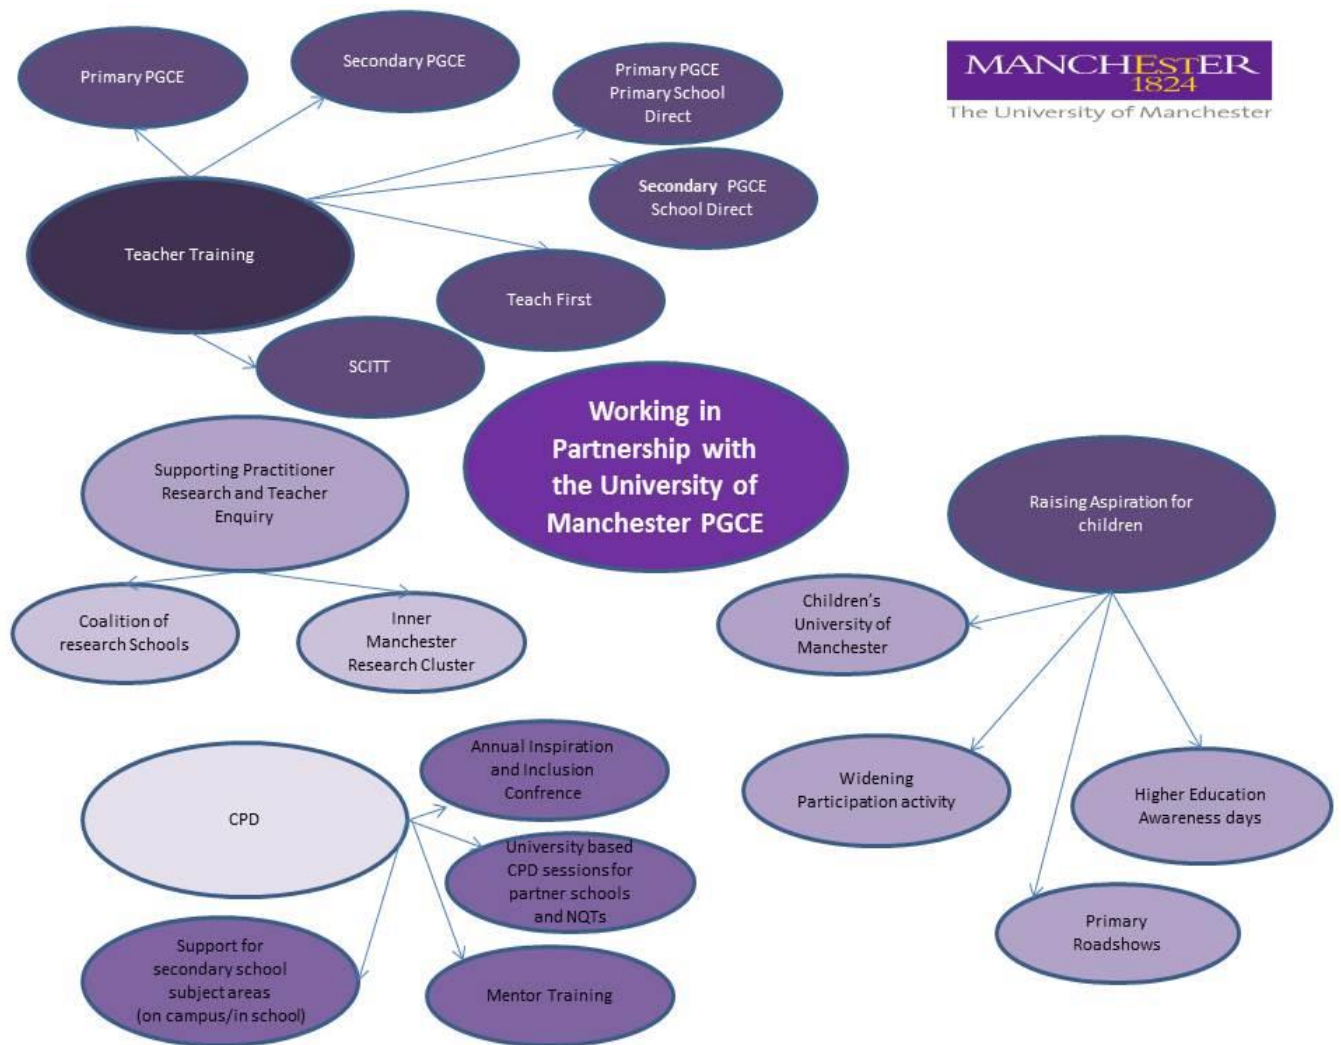 Primary PGCE
Secondary PGCE
Primary PGCE
Primary School
Direct
MANCHESTER
1824
The University of Manchester
Secondary PGCE
School Direct
Teacher Training
Teach First
SCITT
Working in
Partnership with
the University of
Manchester PGCE
Supporting Practitioner
Research and Teacher
Enquiry
Raising Aspiration for
children
Coalition of
research Schools
Inner
Manchester
Research Cluster
Children's
University of
Manchester
CPD
Annual Inspiration
and Inclusion
Confrence
University based
CPD sessions for
partner schools
and NQTs
Support for
secondary school
subject areas
(on campus/in school)
Mentor Training
Widening
Participation activity
Higher Education
Awareness days
Primary
Roadshows